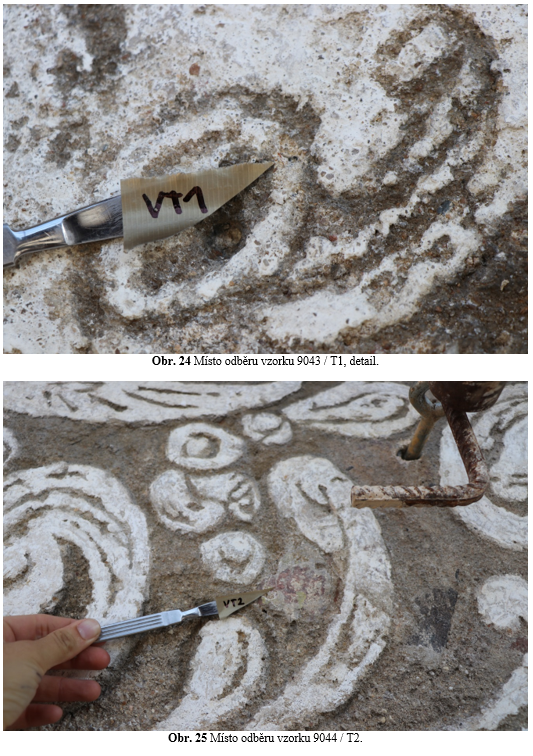 VT1
Obr. 24 Místo odběru vzorku 9043 / T1, detail.
VT2
Obr. 25 Místo odběru vzorku 9044 / T2.